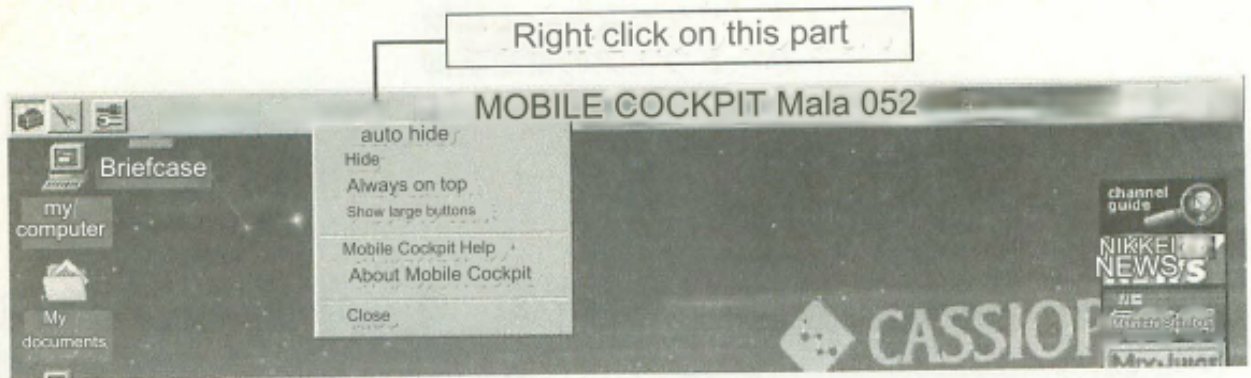 Right click on this part
MOBILE COCKPIT Mala 052
auto hide
Hide
Always on top
Show large buttons
Mobile Cockpit Help
About Mobile Cockpit
Close
Briefcase
my
computer
My
documents
channel
guide
NIKKEI
NEWS
CASSIOP